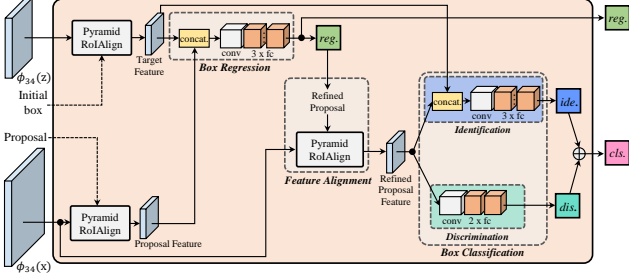 Pyramid
RoIAlign
ϕ₃₄(z)
Target
Feature
concat.
conv 3 x fc
Box Regression
reg.
reg.
Initial
box
Proposal
Refined
Proposal
Pyramid
RoIAlign
Feature Alignment
Refined
Proposal
Feature
concat.
conv 3 x fc
Identification
ide.
cls.
conv 2 x fc
Discrimination
dis.
Box Classification
Pyramid
RoIAlign
Proposal Feature
ϕ₃₄(x)